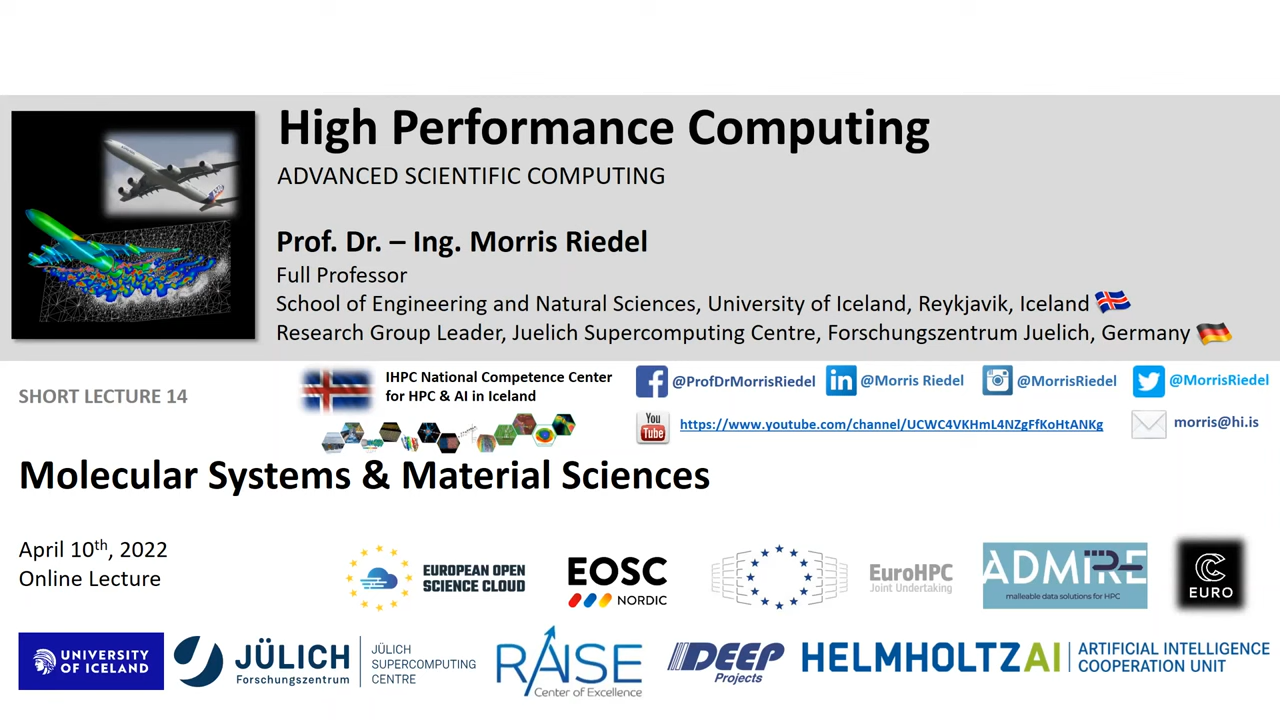 High Performance Computing
ADVANCED SCIENTIFIC COMPUTING
Prof. Dr. – Ing. Morris Riedel
Full Professor
School of Engineering and Natural Sciences, University of Iceland, Reykjavik, Iceland
Research Group Leader, Juelich Supercomputing Centre, Forschungszentrum Juelich, Germany
SHORT LECTURE 14
IHPC National Competence Center
for HPC & AI in Iceland
@ProfDrMorrisRiedel
@Morris Riedel
@MorrisRiedel
@MorrisRiedel
You
Tube
https://www.youtube.com/channel/UCWC4VKHmL4NZgFfKoHtANKg
morris@hi.is
Molecular Systems & Material Sciences
April 10th, 2022
Online Lecture
EUROPEAN OPEN
SCIENCE CLOUD
EOSC
NORDIC
EuroHPC
Joint Undertaking
ADMIRE
malleable data solutions for HPC
EURO
UNIVERSITY
OF ICELAND
JÜLICH
Forschungszentrum
JÜLICH
SUPERCOMPUTING
CENTRE
RAISE
Center of Excellence
DEEP
Projects
HELMHOLTZAI
ARTIFICIAL INTELLIGENCE
COOPERATION UNIT